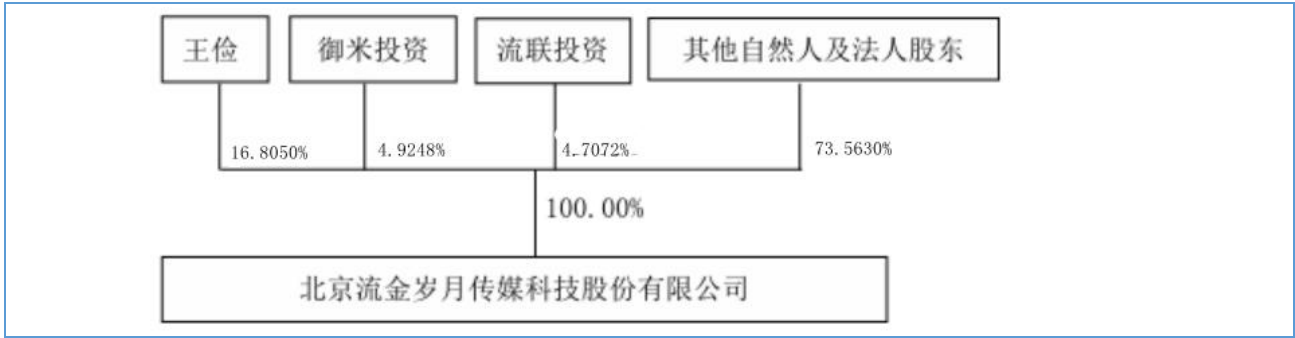 王俭
御米投资
流联投资
其他自然人及法人股东
16.8050%
4.9248%
4.7072%
73.5630%
100.00%
北京流金岁月传媒科技股份有限公司